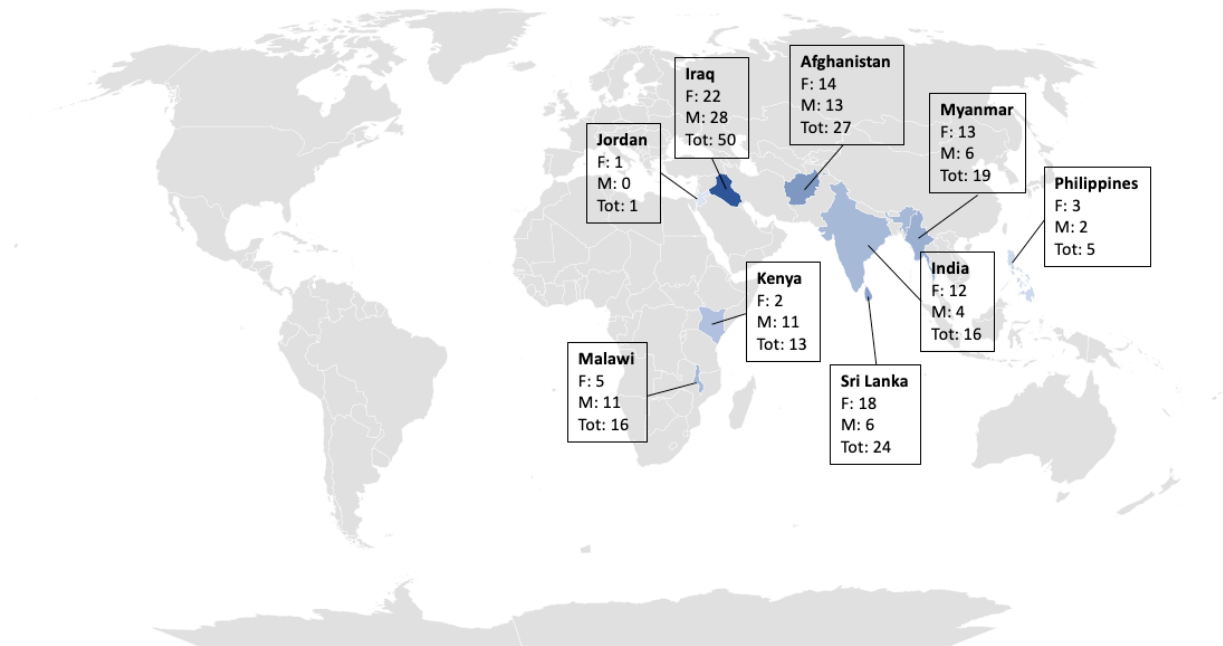 Iraq
F: 22
M: 28
Tot: 50
Afghanistan
F: 14
M: 13
Tot: 27
Myanmar
F: 13
M: 6
Tot: 19
Jordan
F: 1
M: 0
Tot: 1
Philippines
F: 3
M: 2
Tot: 5
India
F: 12
M: 4
Tot: 16
Kenya
F: 2
M: 11
Tot: 13
Malawi
F: 5
M: 11
Tot: 16
Sri Lanka
F: 18
M: 6
Tot: 24